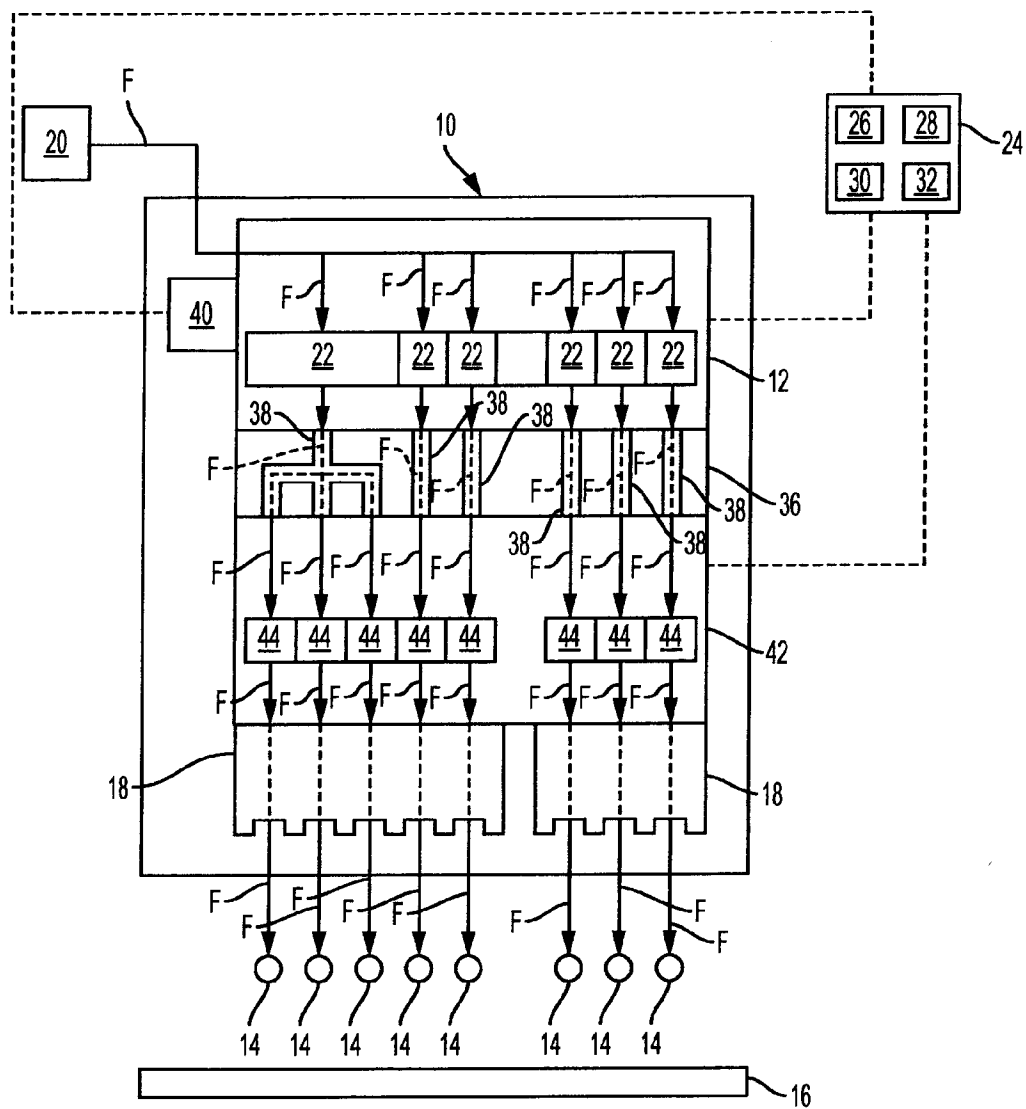 F
10
20
26 28
24
30 32
F F F F F F
40
22 22 22 22 22 22
12
38 38 38
F F F F F F
36
38
38 38
F F F F F F F F
44 44 44 44 44 44 44 44
42
F F F F F F F F
18 18
F F F F F F F F
14 14 14 14 14 14 14 14
16